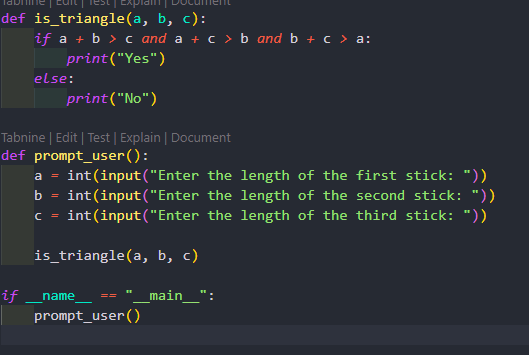 Tabnine | Edit | Test | Explain | Document
def is_triangle(a, b, c):
    if a + b > c and a + c > b and b + c > a:
        print("Yes")
    else:
        print("No")
Tabnine | Edit | Test | Explain | Document
def prompt_user():
    a = int(input("Enter the length of the first stick: "))
    b = int(input("Enter the length of the second stick: "))
    c = int(input("Enter the length of the third stick: "))
    is_triangle(a, b, c)
if __name__ == "__main__":
    prompt_user()